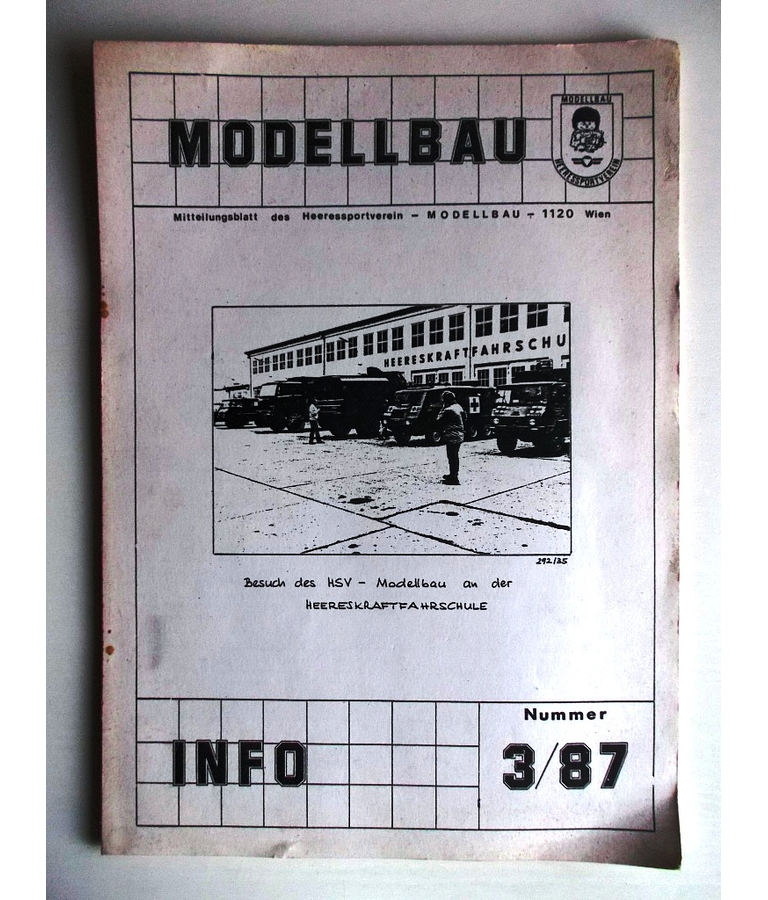 MODELLBAU
MODELLBAU
HEERESSPORTVEREIN
Mitteilungsblatt des Heeressportverein - MODELLBAU - 1120 Wien
HEERESKRAFTFAHRSCHU
292/35
Besuch des HSV - Modellbau an der
HEERESKRAFTFAHRSCHULE
INFO
Nummer
3/87